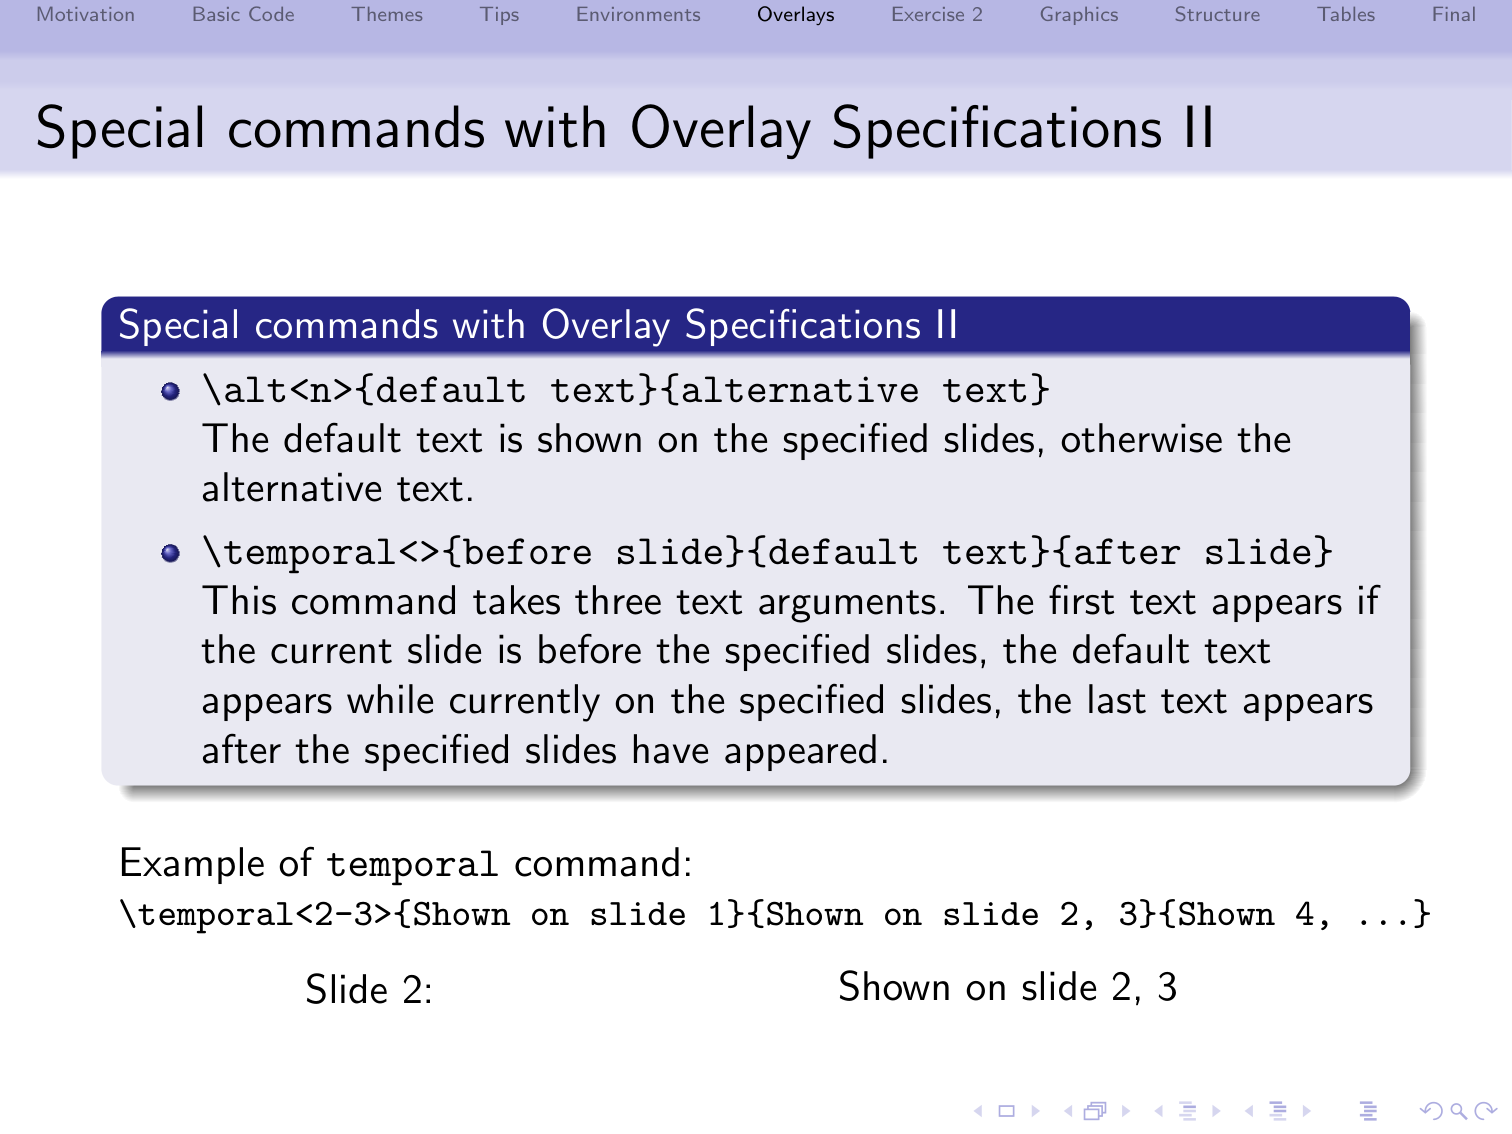 Motivation Basic Code Themes Tips Environments Overlays Exercise 2 Graphics Structure Tables Final
Special commands with Overlay Specifications II
Special commands with Overlay Specifications II
\alt<n>{default text}{alternative text}
The default text is shown on the specified slides, otherwise the
alternative text.
\temporal<>{before slide}{default text}{after slide}
This command takes three text arguments. The first text appears if
the current slide is before the specified slides, the default text
appears while currently on the specified slides, the last text appears
after the specified slides have appeared.
Example of temporal command:
\temporal<2-3>{Shown on slide 1}{Shown on slide 2, 3}{Shown 4, ...}
Slide 2: Shown on slide 2, 3